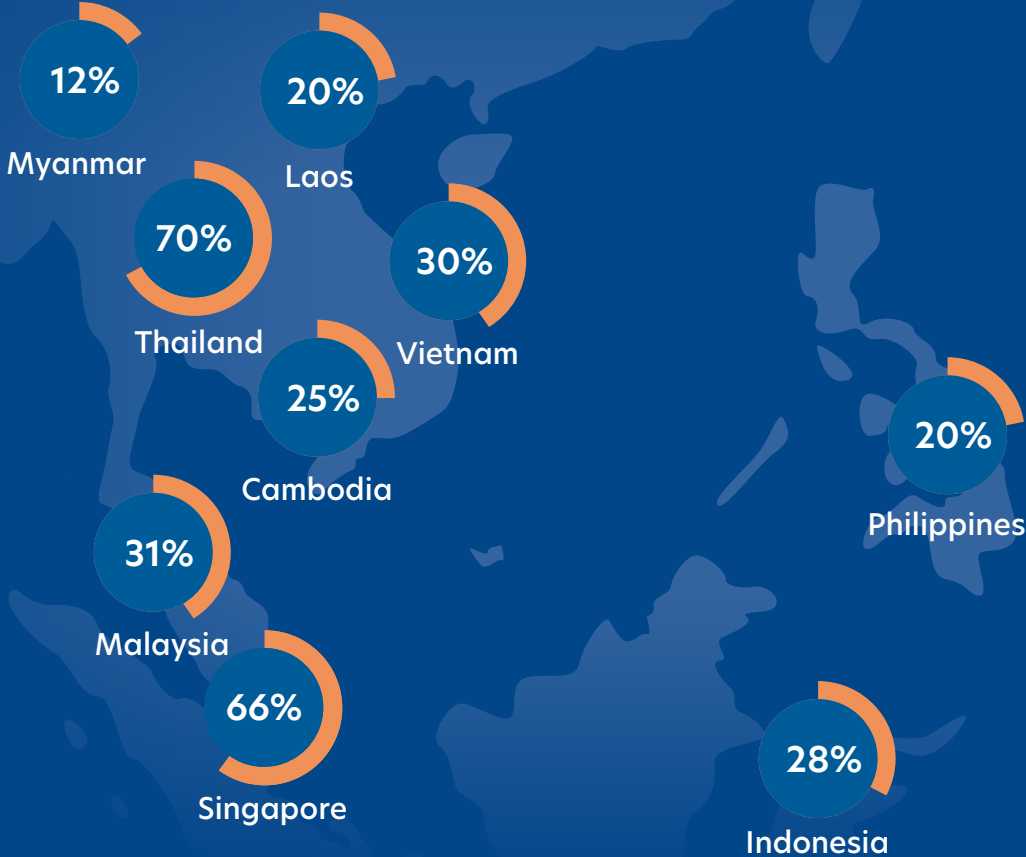 12%
Myanmar
20%
Laos
70%
Thailand
30%
Vietnam
25%
Cambodia
20%
Philippines
31%
Malaysia
66%
Singapore
28%
Indonesia